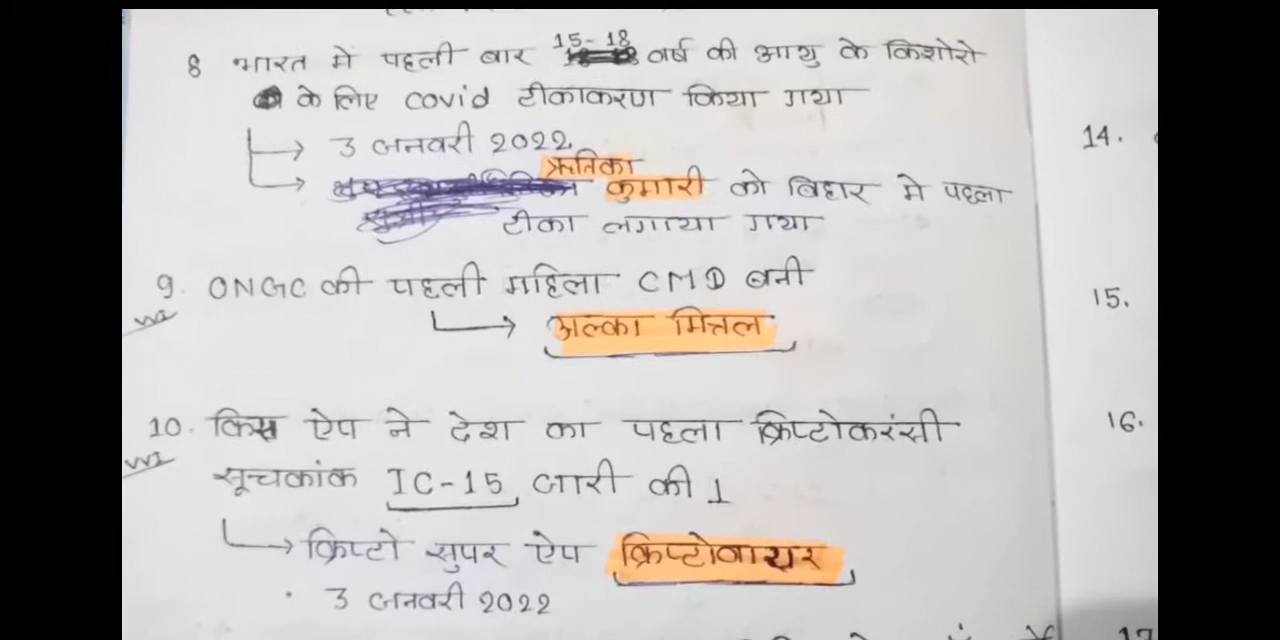 8 भारत मे पहली बार 15-18 वर्ष की आयु के किशोरो
के लिए covid टीकाकरण किया गया
→ 3 जनवरी 2022
ऋतिका
→ कुमारी को बिहार मे पहला
टीका लगाया गया
9. ONGC की पहली महिला CMD बनी
→ अल्का मित्तल
10. किस ऐप ने देश का पहला क्रिप्टोकरंसी
सूचकांक IC-15 जारी की ।
→ क्रिप्टो सुपर ऐप क्रिप्टोवायर
3 जनवरी 2022
14.
15.
16.
17